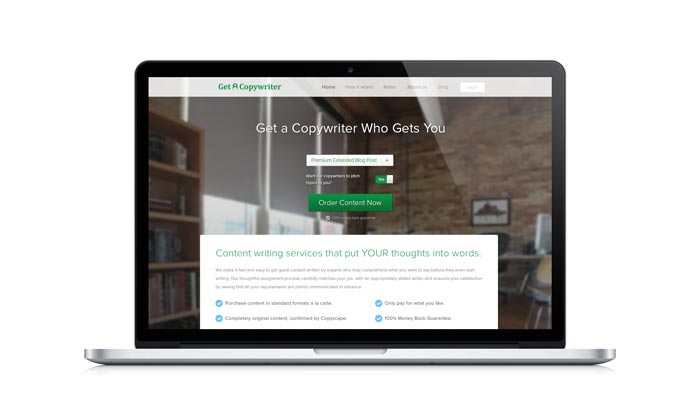 Get A Copywriter
Home How it works Rates About us Blog Log in
Get a Copywriter Who Gets You
Premium Extended Blog Post
Want our copywriters to pitch
topics to you?
Yes
Order Content Now
100% money back guarantee
Content writing services that put YOUR thoughts into words.
We make it fast and easy to get great content written by experts who truly comprehend what you want to say before they even start
writing. Our thoughtful assignment process carefully matches your job with an appropriately skilled writer, and ensures your satisfaction
by seeing that all your requirements are plainly communicated in advance.
Purchase content in standard formats a la carte.
Only pay for what you like.
Completely original content, confirmed by Copyscape.
100% Money Back Guarantee.